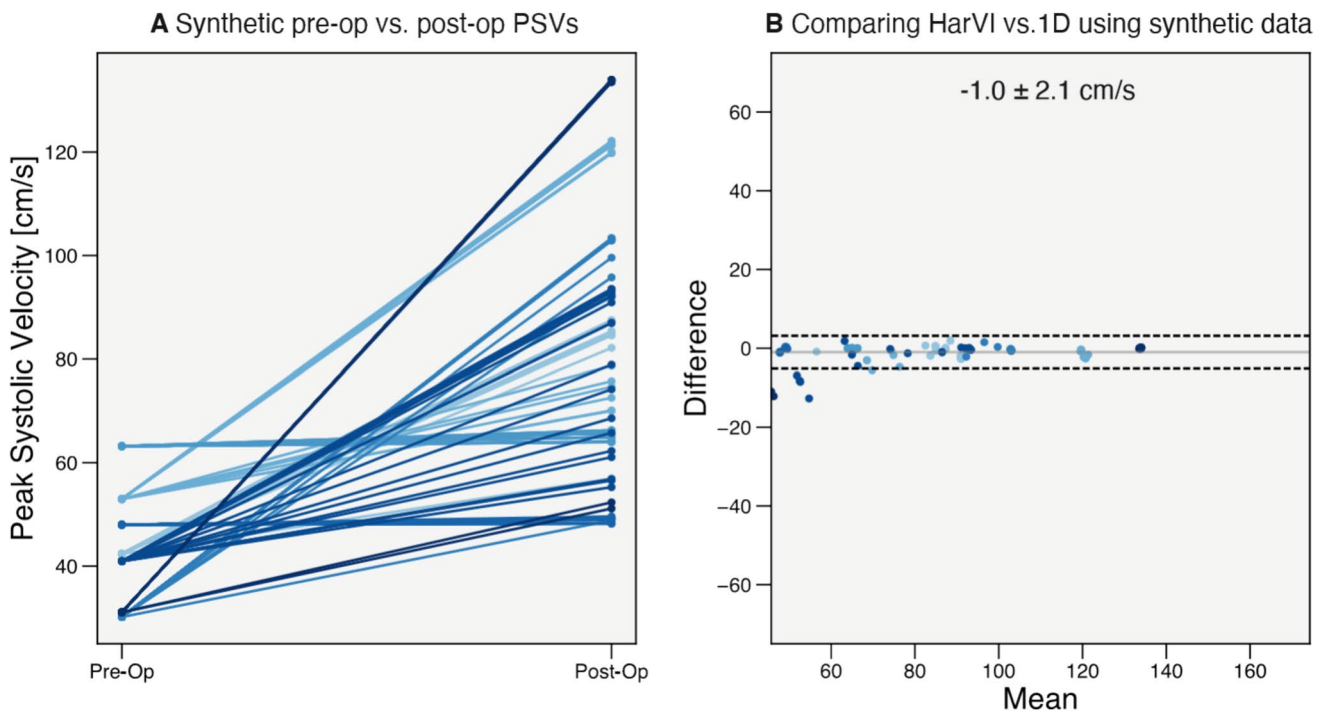 A Synthetic pre-op vs. post-op PSVs
Peak Systolic Velocity [cm/s]
120
100
80
60
40
Pre-Op
Post-Op
B Comparing HarVI vs.1D using synthetic data
-1.0 ± 2.1 cm/s
Difference
60
40
20
0
−20
−40
−60
60
80
100
120
140
160
Mean